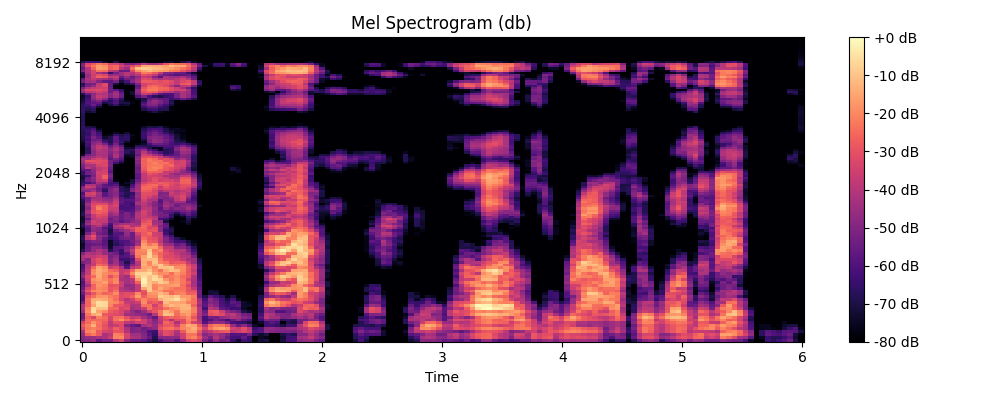 Mel Spectrogram (db)
Hz
8192
4096
2048
1024
512
0
0 1 2 3 4 5 6
Time
+0 dB
-10 dB
-20 dB
-30 dB
-40 dB
-50 dB
-60 dB
-70 dB
-80 dB